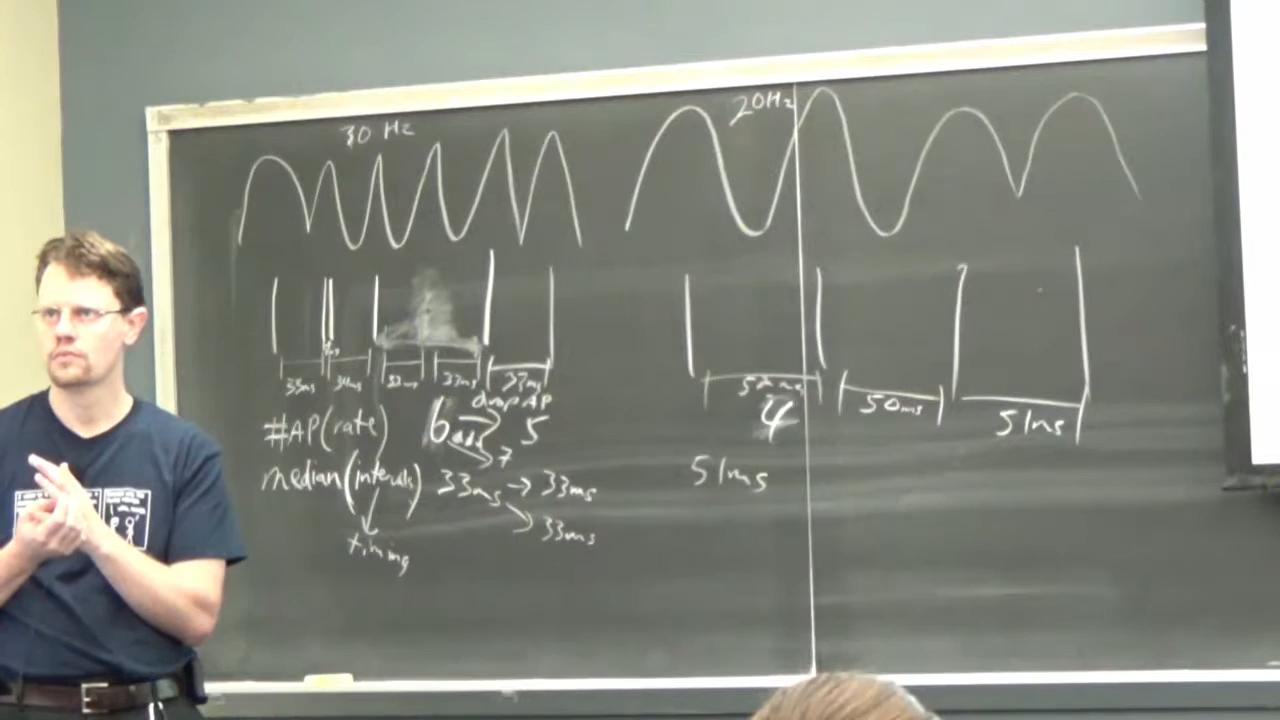 30 Hz
20Hz
33ms 33ms 33ms
drop AP
52ms
50ms
51ms
#AP(rate) 6 add 5
7
4
median(intervals) 33ms → 33ms
33ms
51ms
timing